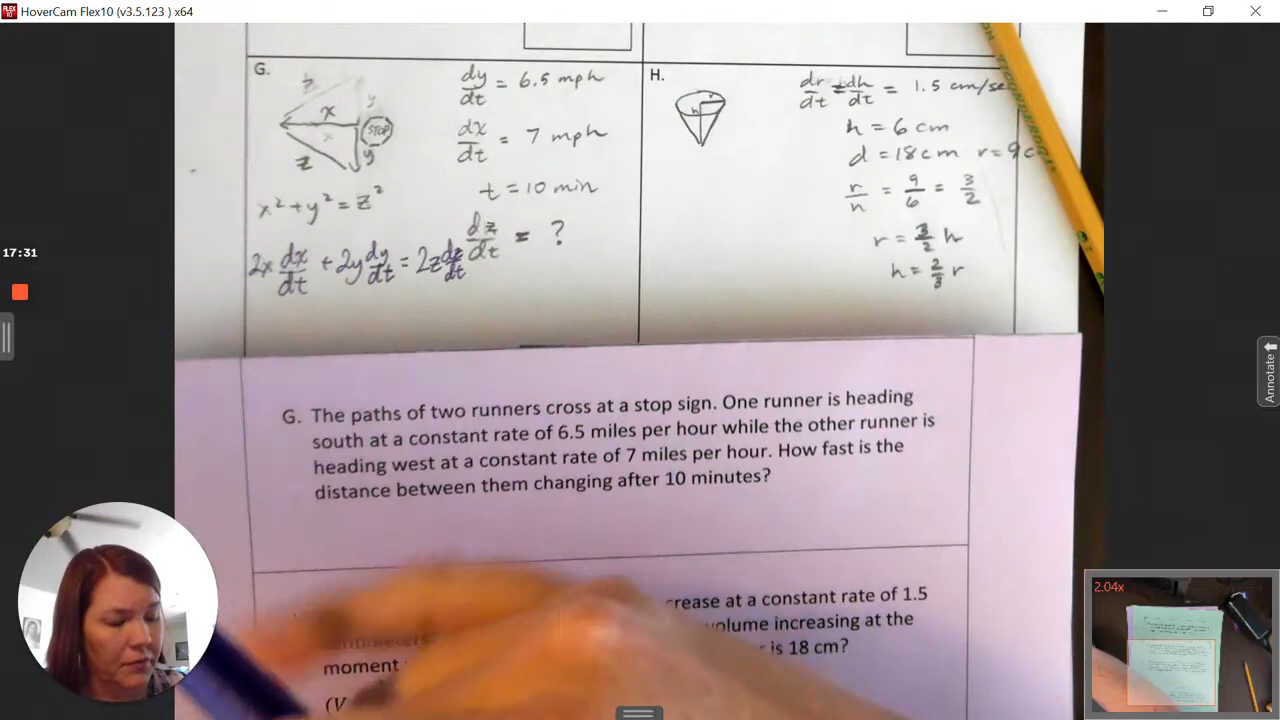 HoverCam Flex10 (v3.5.123 ) x64
17:31
G.
z
y
x
x
STOP
z
y
x² + y² = z²
2x dx/dt + 2y dy/dt = 2z dz/dt
dy/dt = 6.5 mph
dx/dt = 7 mph
t = 10 min
dz/dt = ?
H.
r
h
dr/dt = dh/dt = 1.5 cm/sec
h = 6 cm
d = 18 cm r = 9 c
r/h = 9/6 = 3/2
r = 3/2 h
h = 2/3 r
G. The paths of two runners cross at a stop sign. One runner is heading
south at a constant rate of 6.5 miles per hour while the other runner is
heading west at a constant rate of 7 miles per hour. How fast is the
distance between them changing after 10 minutes?
crease at a constant rate of 1.5
volume increasing at the
moment
is 18 cm?
(V
Annotate
2.04x